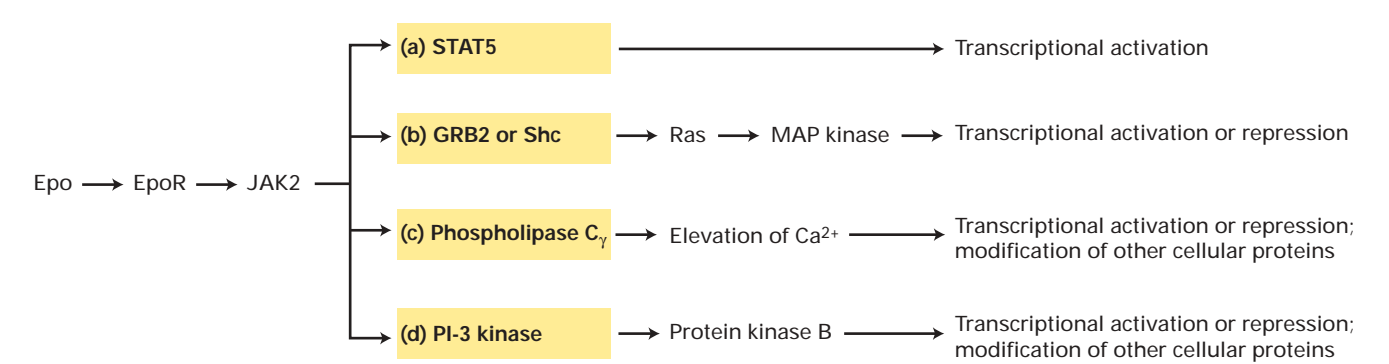 (a) STAT5 Transcriptional activation
(b) GRB2 or Shc Ras MAP kinase Transcriptional activation or repression
Epo EpoR JAK2
(c) Phospholipase Cγ Elevation of Ca2+ Transcriptional activation or repression;
modification of other cellular proteins
(d) PI-3 kinase Protein kinase B Transcriptional activation or repression;
modification of other cellular proteins